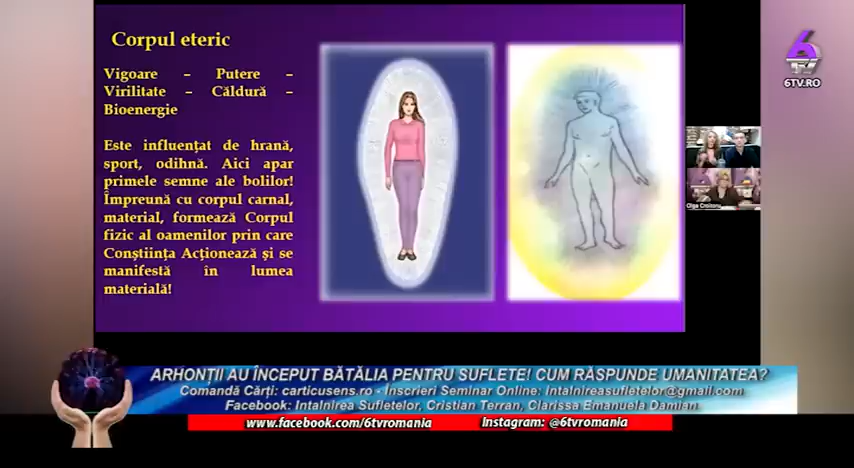 Corpul eteric
Vigoare – Putere –
Virilitate – Căldură –
Bioenergie
Este influențat de hrană,
sport, odihnă. Aici apar
primele semne ale bolilor!
Împreună cu corpul carnal,
material, formează Corpul
fizic al oamenilor prin care
Conștiința Acționează și se
manifestă în lumea
materială!
6
TV
6TV.RO
Olga Croitoru
ARHONȚII AU ÎNCEPUT BĂTĂLIA PENTRU SUFLETE! CUM RĂSPUNDE UMANITATEA?
Comandă Cărți: carticusens.ro - Înscrieri Seminar Online: intalnireasufletelor@gmail.com
Facebook: Intalnirea Sufletelor, Cristian Terran, Clarissa Emanuela Damian
www.facebook.com/6tvromania Instagram: @6tvromania